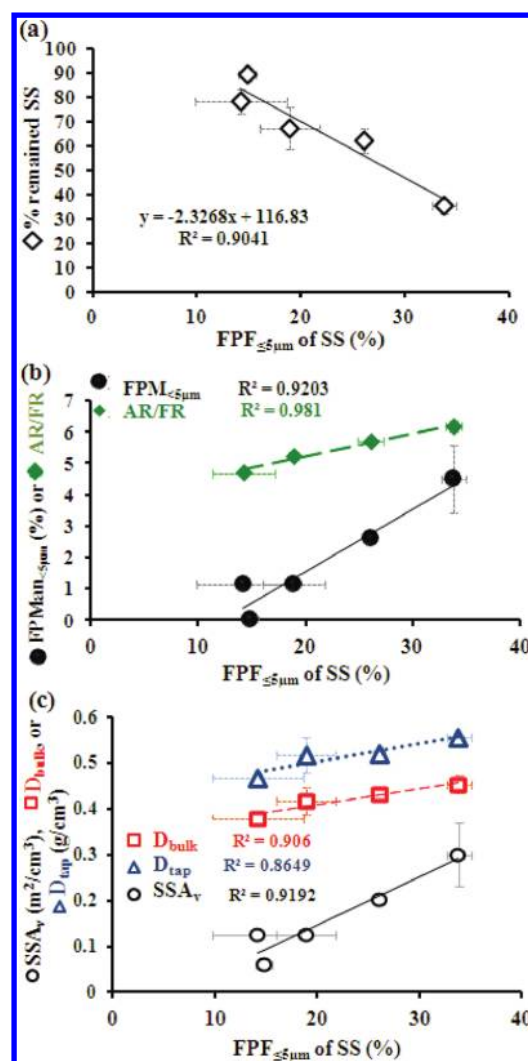 (a)
100
90
80
70
60
50
40
30
20
10
0
◇ % remained SS
y = -2.3268x + 116.83
R² = 0.9041
0 10 20 30 40
FPF≤5µm of SS (%)
(b)
● FPM<5µm R² = 0.9203
◆ AR/FR R² = 0.981
7
6
5
4
3
2
1
0
● FPMan<5µm (%) or ◆ AR/FR
0 10 20 30 40
FPF≤5µm of SS (%)
(c)
0.6
0.5
0.4
0.3
0.2
0.1
0
○ SSAv (m²/cm³), □ Dbulk, or
△ Dtap (g/cm³)
□ Dbulk R² = 0.906
△ Dtap R² = 0.8649
○ SSAv R² = 0.9192
0 10 20 30 40
FPF≤5µm of SS (%)